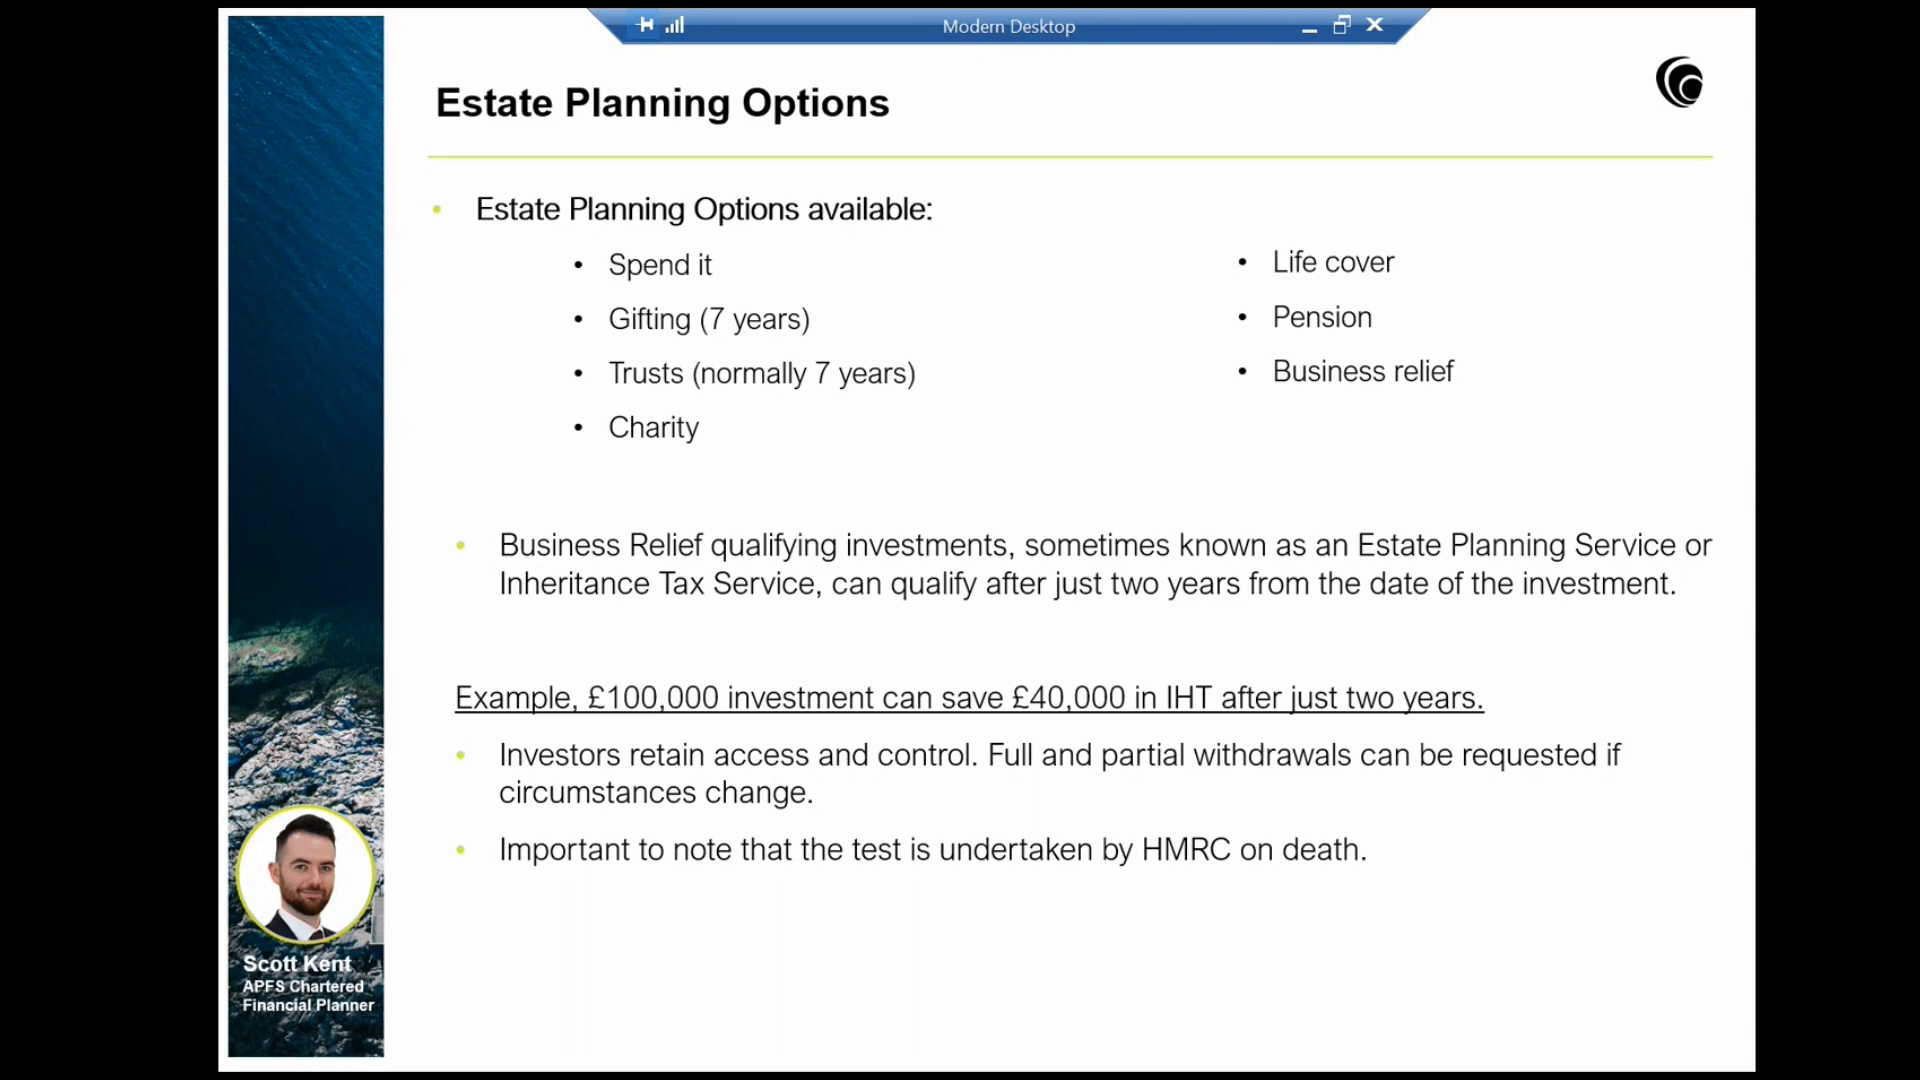 Modern Desktop
Estate Planning Options
• Estate Planning Options available:
• Spend it
• Gifting (7 years)
• Trusts (normally 7 years)
• Charity
• Life cover
• Pension
• Business relief
• Business Relief qualifying investments, sometimes known as an Estate Planning Service or
Inheritance Tax Service, can qualify after just two years from the date of the investment.
Example, £100,000 investment can save £40,000 in IHT after just two years.
• Investors retain access and control. Full and partial withdrawals can be requested if
circumstances change.
• Important to note that the test is undertaken by HMRC on death.
Scott Kent
APFS Chartered
Financial Planner